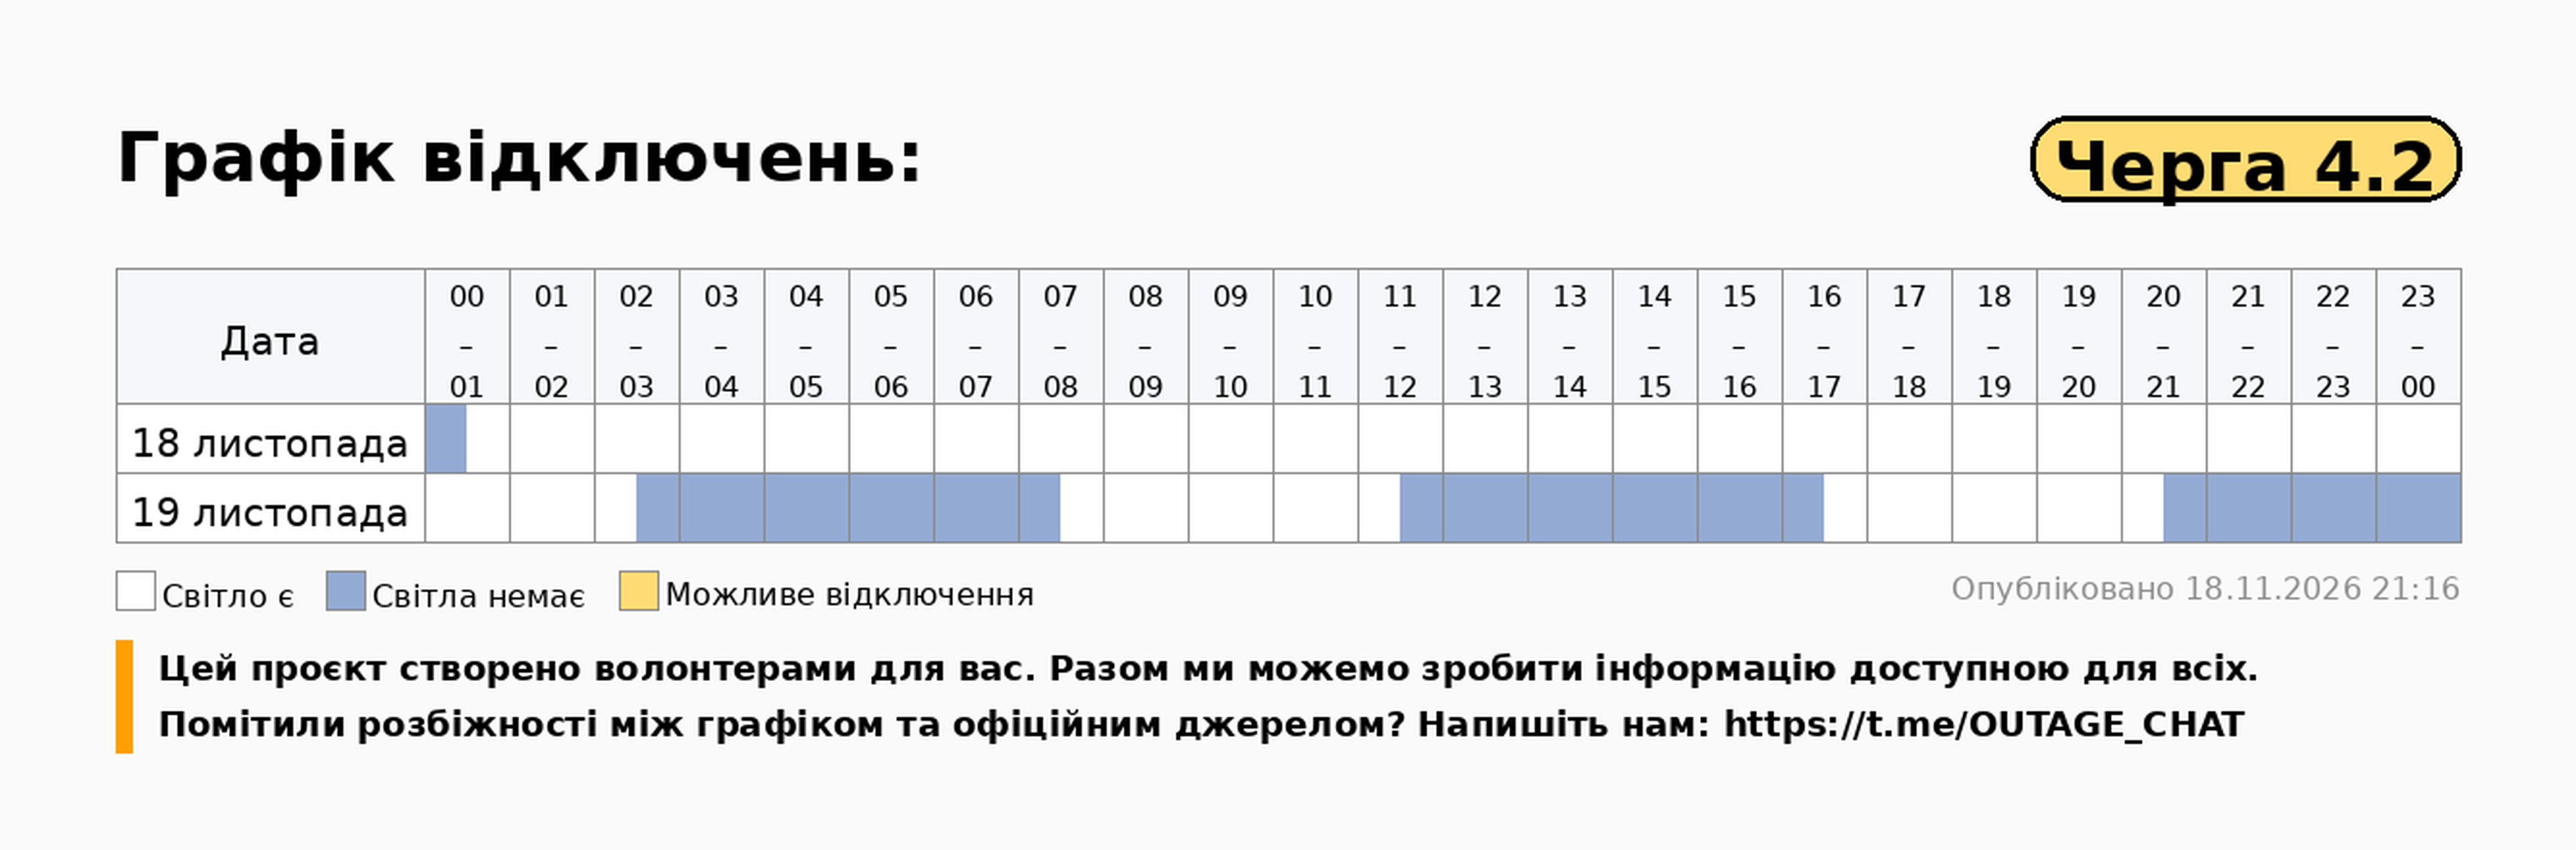 Графік відключень:
Черга 4.2
Дата
00 – 01
01 – 02
02 – 03
03 – 04
04 – 05
05 – 06
06 – 07
07 – 08
08 – 09
09 – 10
10 – 11
11 – 12
12 – 13
13 – 14
14 – 15
15 – 16
16 – 17
17 – 18
18 – 19
19 – 20
20 – 21
21 – 22
22 – 23
23 – 00
18 листопада
19 листопада
Світло є
Світла немає
Можливе відключення
Опубліковано 18.11.2026 21:16
Цей проєкт створено волонтерами для вас. Разом ми можемо зробити інформацію доступною для всіх.
Помітили розбіжності між графіком та офіційним джерелом? Напишіть нам: https://t.me/OUTAGE_CHAT